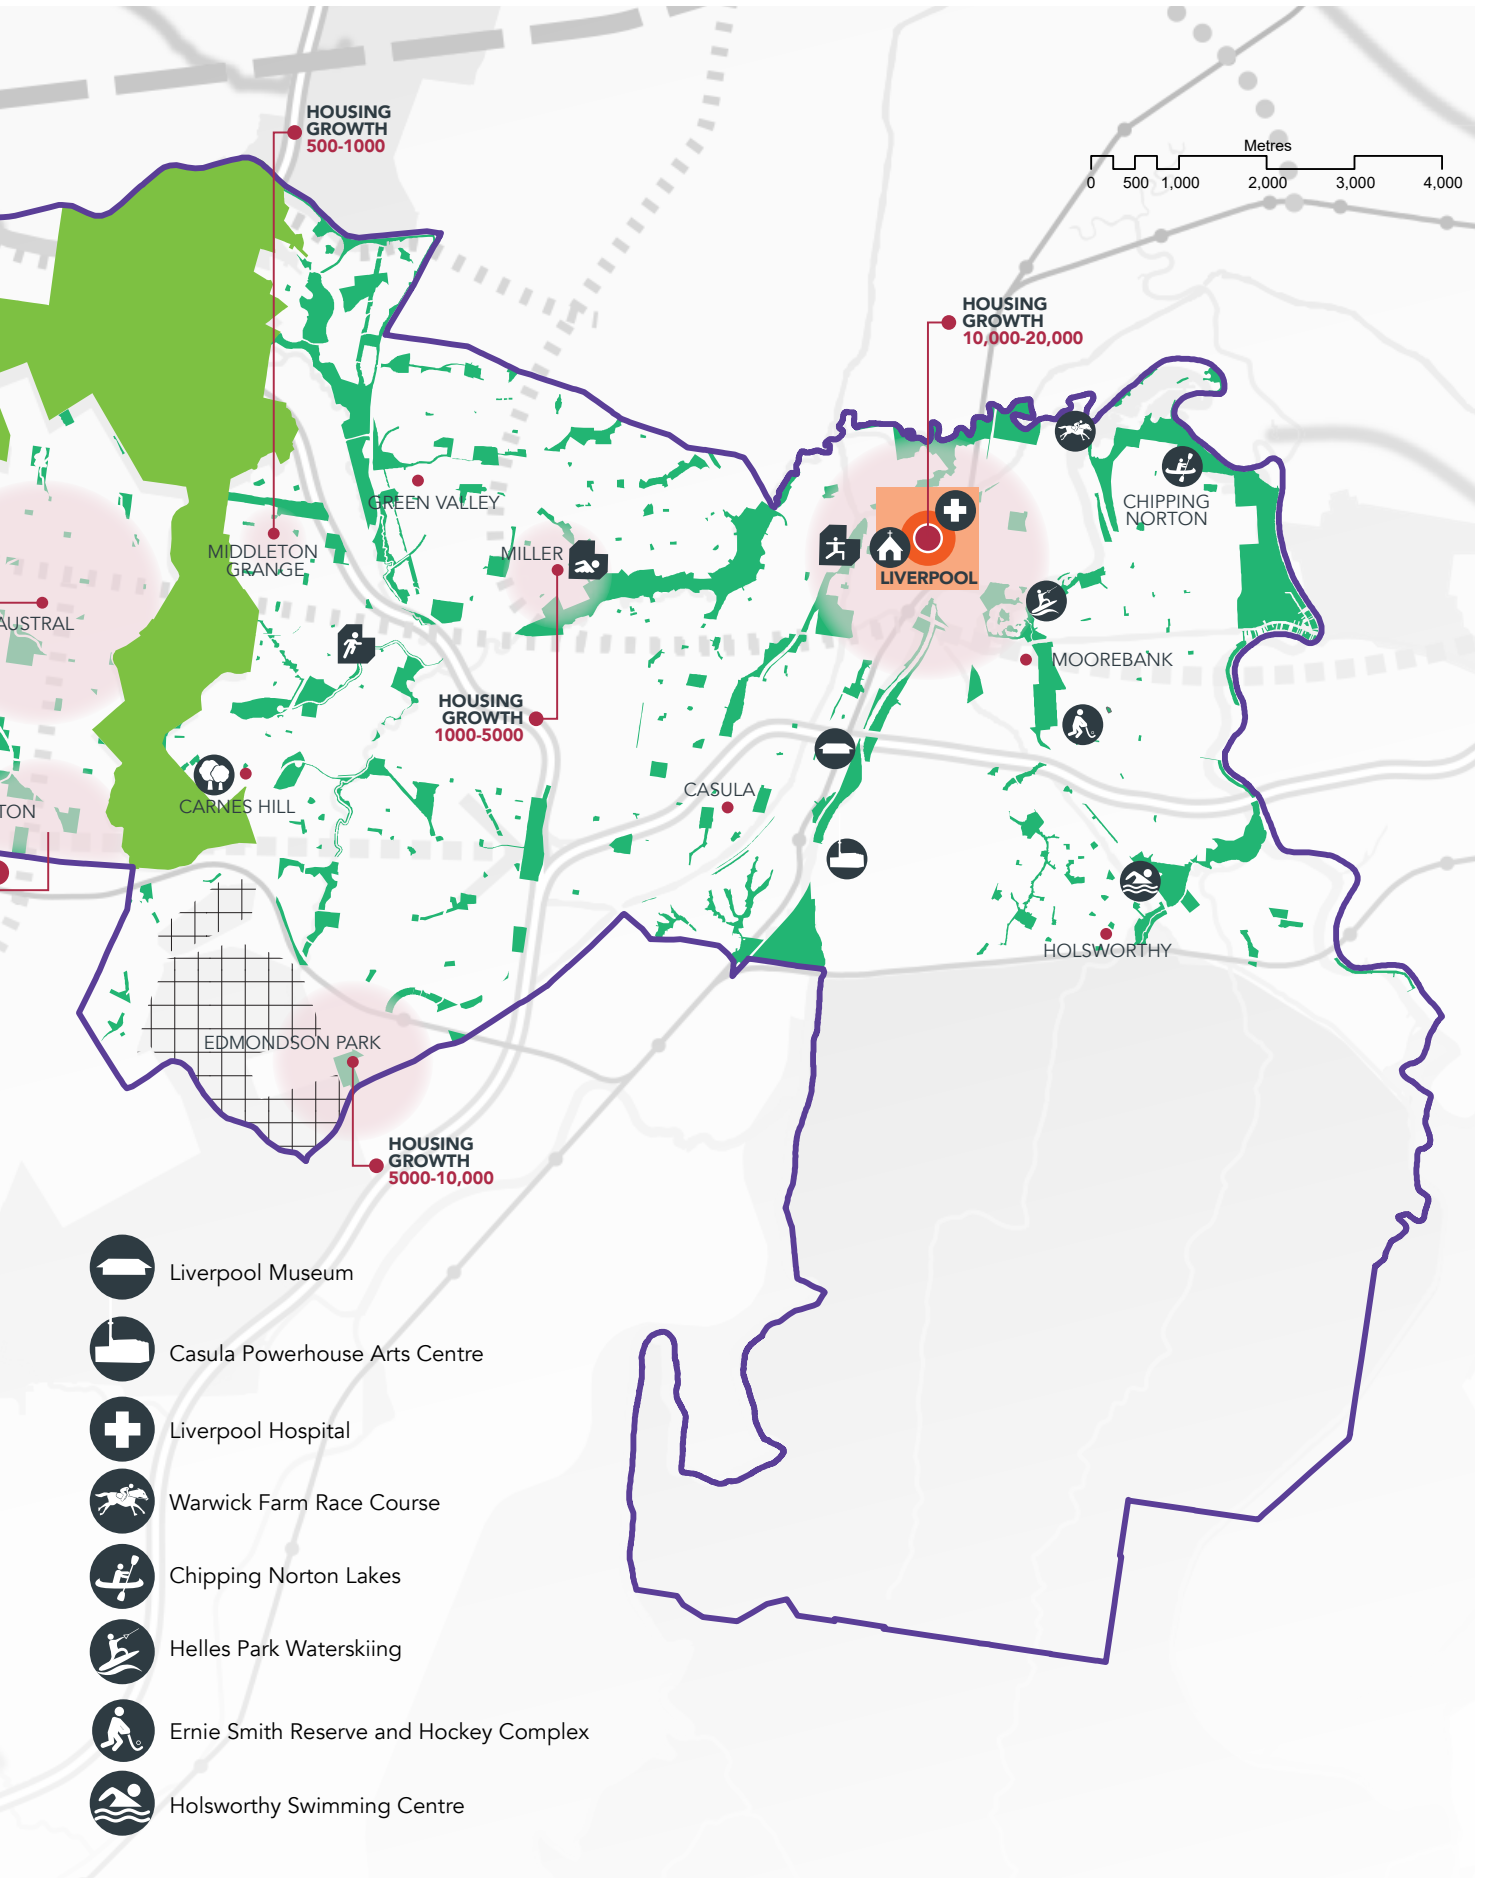 HOUSING
GROWTH
500-1000
Metres
0 500 1,000 2,000 3,000 4,000
HOUSING
GROWTH
10,000-20,000
GREEN VALLEY
CHIPPING
NORTON
MIDDLETON
GRANGE
MILLER
LIVERPOOL
AUSTRAL
MOOREBANK
HOUSING
GROWTH
1000-5000
CASULA
CARNES HILL
TON
HOLSWORTHY
EDMONDSON PARK
HOUSING
GROWTH
5000-10,000
Liverpool Museum
Casula Powerhouse Arts Centre
Liverpool Hospital
Warwick Farm Race Course
Chipping Norton Lakes
Helles Park Waterskiing
Ernie Smith Reserve and Hockey Complex
Holsworthy Swimming Centre